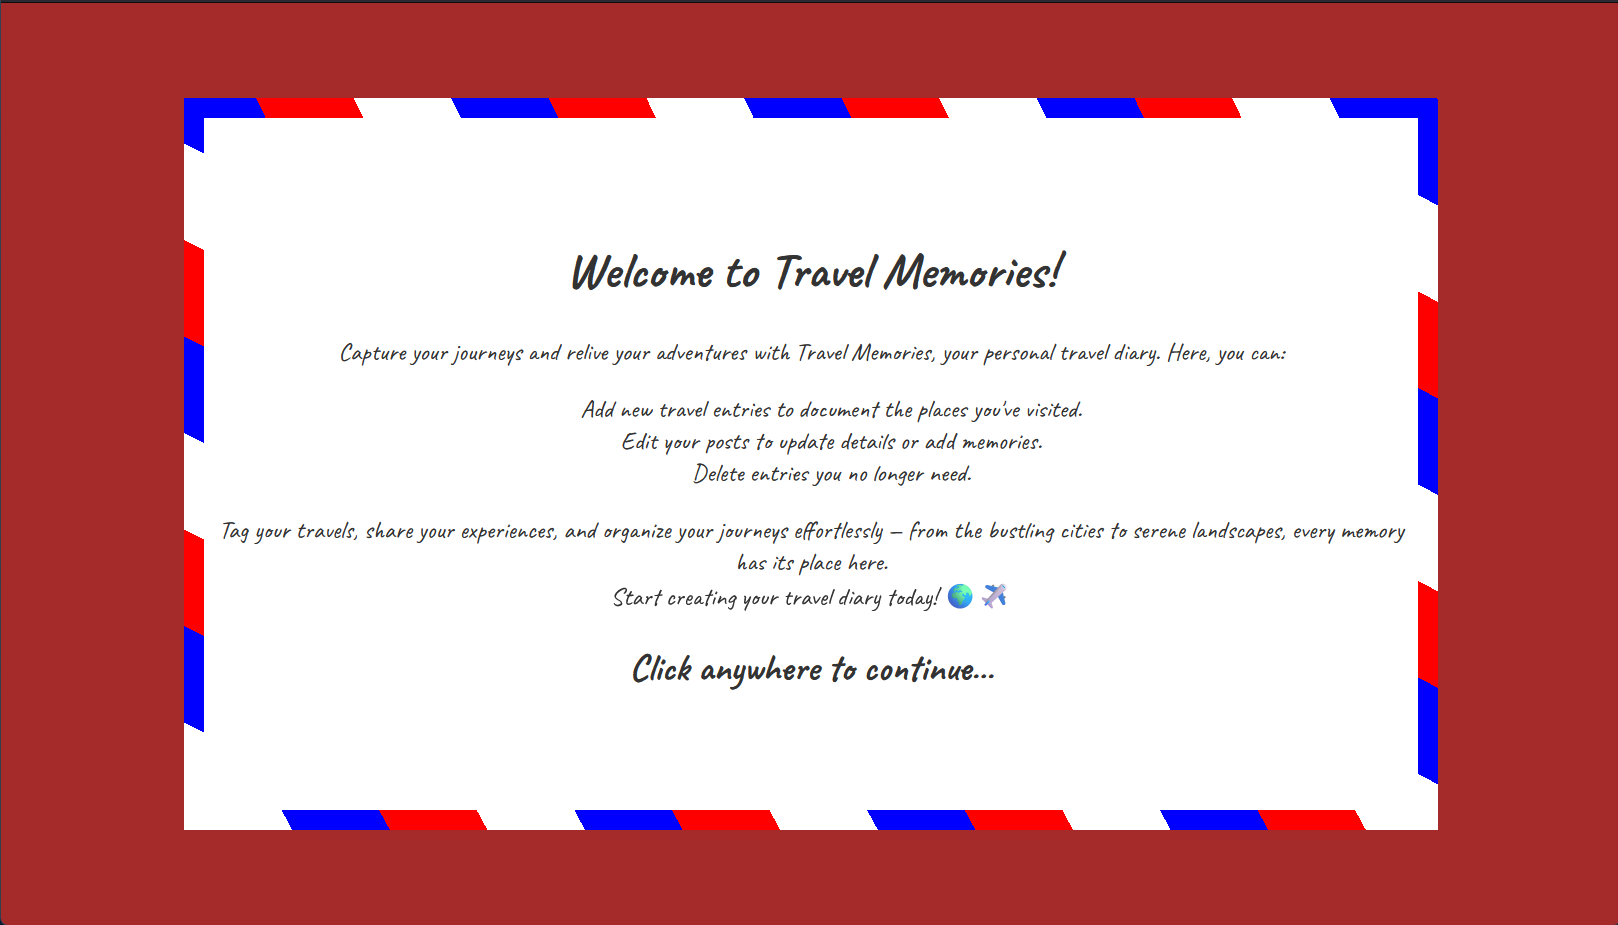 Welcome to Travel Memories!
Capture your journeys and relive your adventures with Travel Memories, your personal travel diary. Here, you can:
Add new travel entries to document the places you've visited.
Edit your posts to update details or add memories.
Delete entries you no longer need.
Tag your travels, share your experiences, and organize your journeys effortlessly – from the bustling cities to serene landscapes, every memory
has its place here.
Start creating your travel diary today! 🌍 ✈️
Click anywhere to continue...